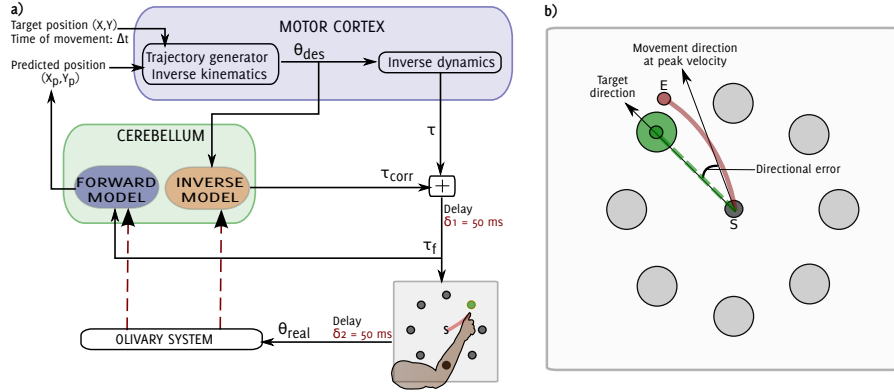 a)
MOTOR CORTEX
Target position (X,Y)
Time of movement: Δt
Predicted position
(Xp,Yp)
Trajectory generator
Inverse kinematics
θdes
Inverse dynamics
τ
CEREBELLUM
FORWARD
MODEL
INVERSE
MODEL
τcorr
+
Delay
δ1 = 50 ms
τf
S
OLIVARY SYSTEM
θreal
Delay
δ2 = 50 ms
b)
Movement direction
at peak velocity
Target
direction
E
Directional error
S